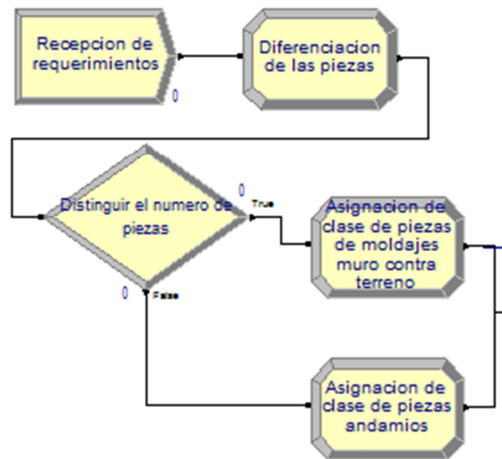 Recepcion de
requerimientos
0
Diferenciacion
de las piezas
Distinguir el numero de
piezas
0
True
0
False
Asignacion de
clase de piezas
de moldajes
muro contra
terreno
Asignacion de
clase de piezas
andamios